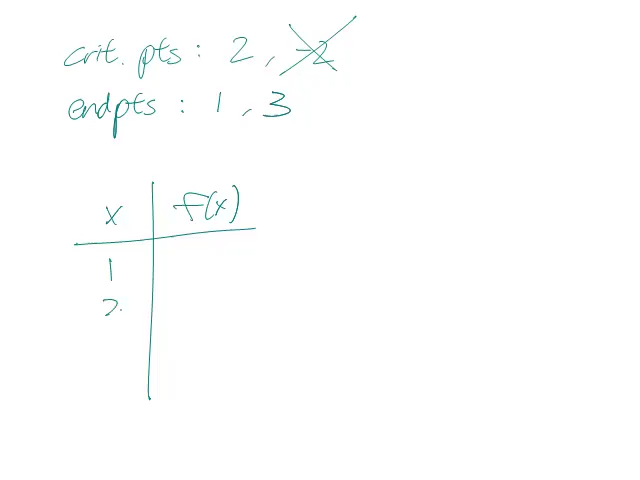 crit. pts : 2 , -2
endpts : 1 , 3
x f(x)
1
2